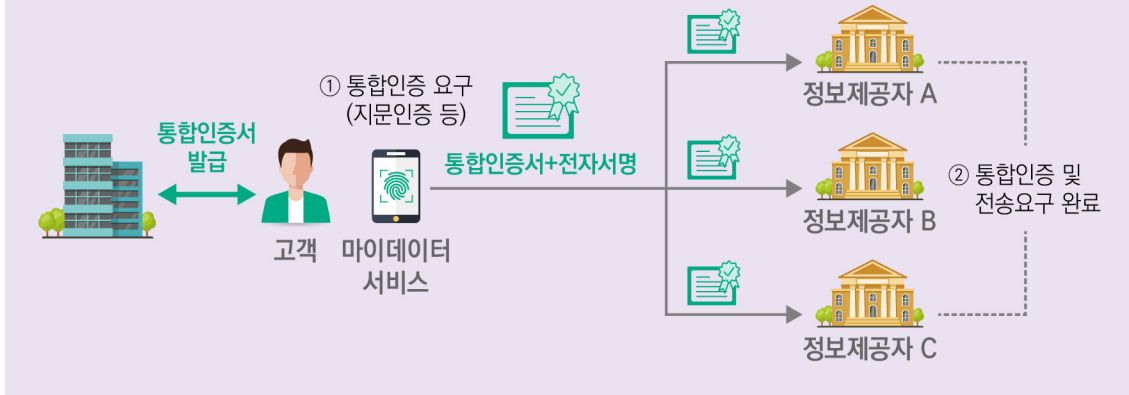 통합인증서
발급
고객
① 통합인증 요구
(지문인증 등)
마이데이터
서비스
통합인증서+전자서명
정보제공자 A
정보제공자 B
정보제공자 C
② 통합인증 및
전송요구 완료